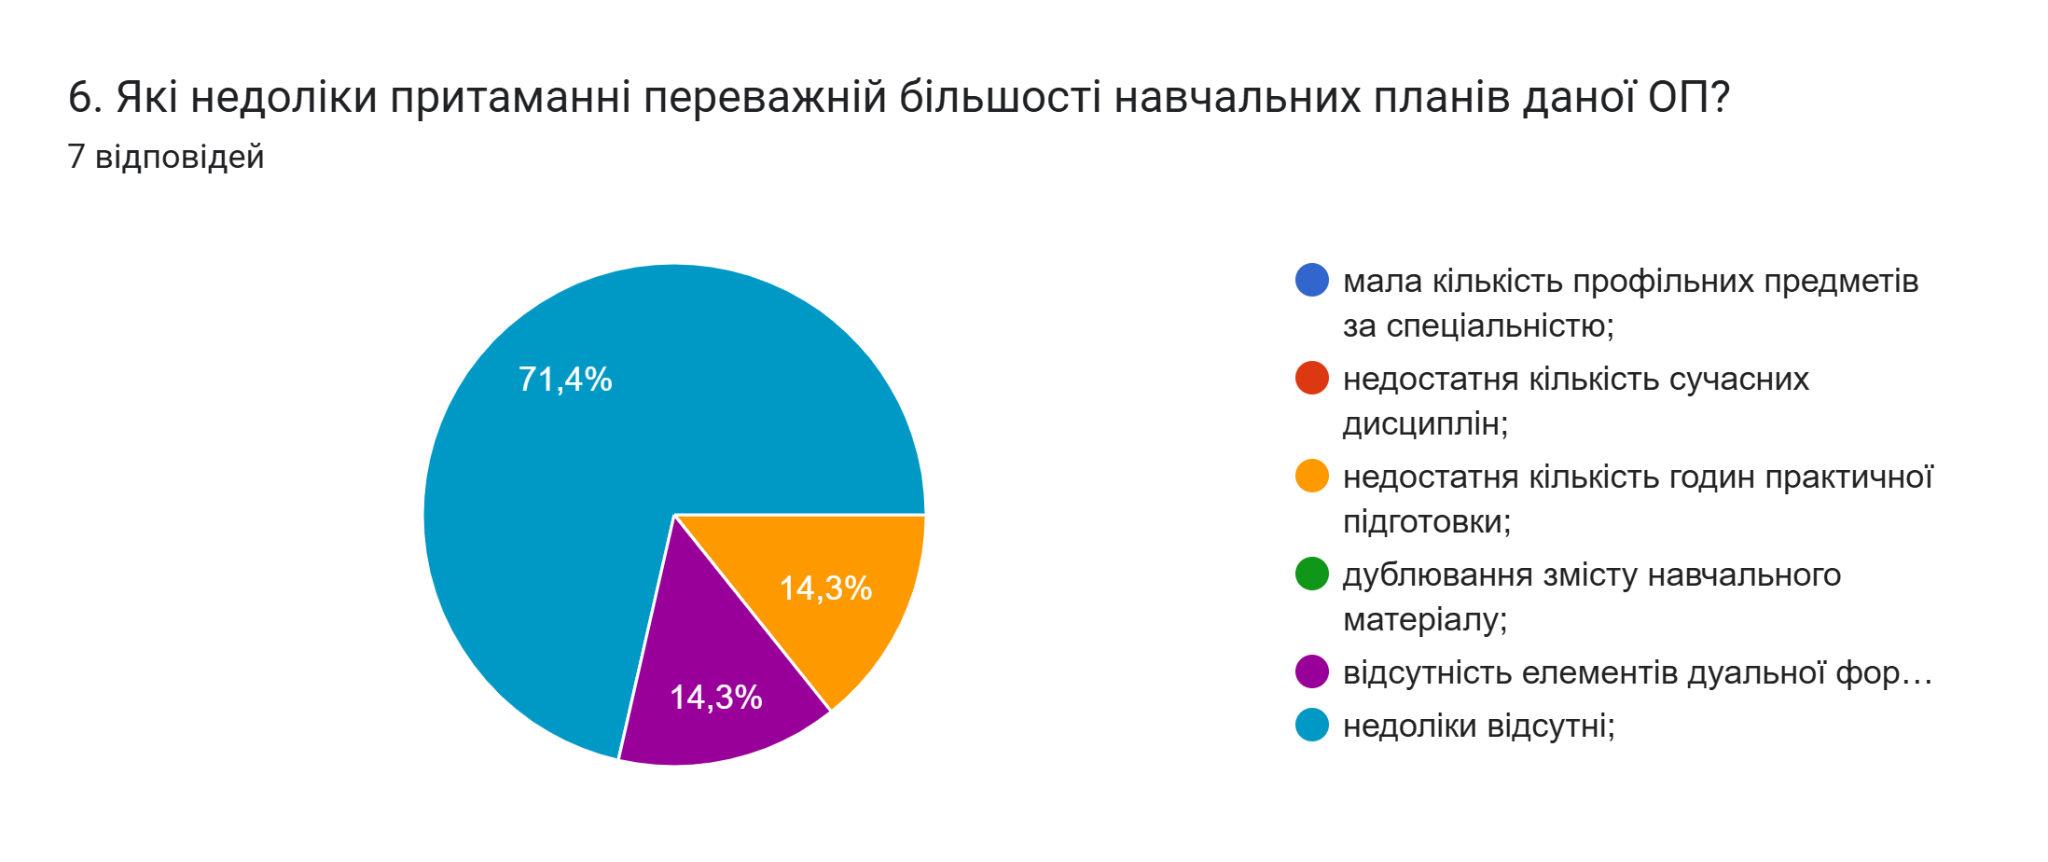 6. Які недоліки притаманні переважній більшості навчальних планів даної ОП?
7 відповідей
71,4%
14,3%
14,3%
мала кількість профільних предметів
за спеціальністю;
недостатня кількість сучасних
дисциплін;
недостатня кількість годин практичної
підготовки;
дублювання змісту навчального
матеріалу;
відсутність елементів дуальної фор…
недоліки відсутні;